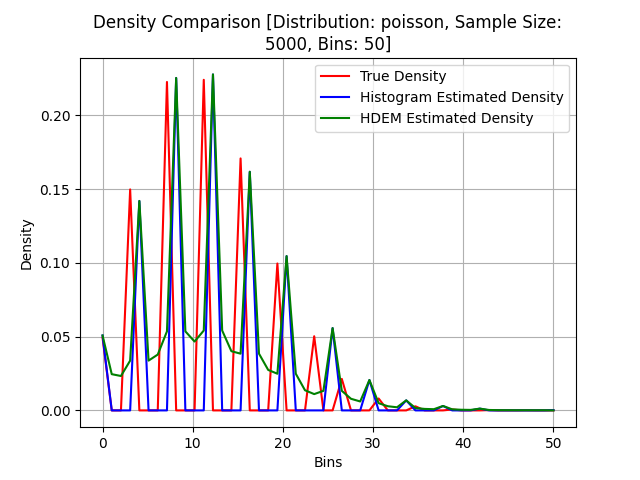 Density Comparison [Distribution: poisson, Sample Size:
5000, Bins: 50]
True Density
Histogram Estimated Density
HDEM Estimated Density
Density
0.20
0.15
0.10
0.05
0.00
0 10 20 30 40 50
Bins